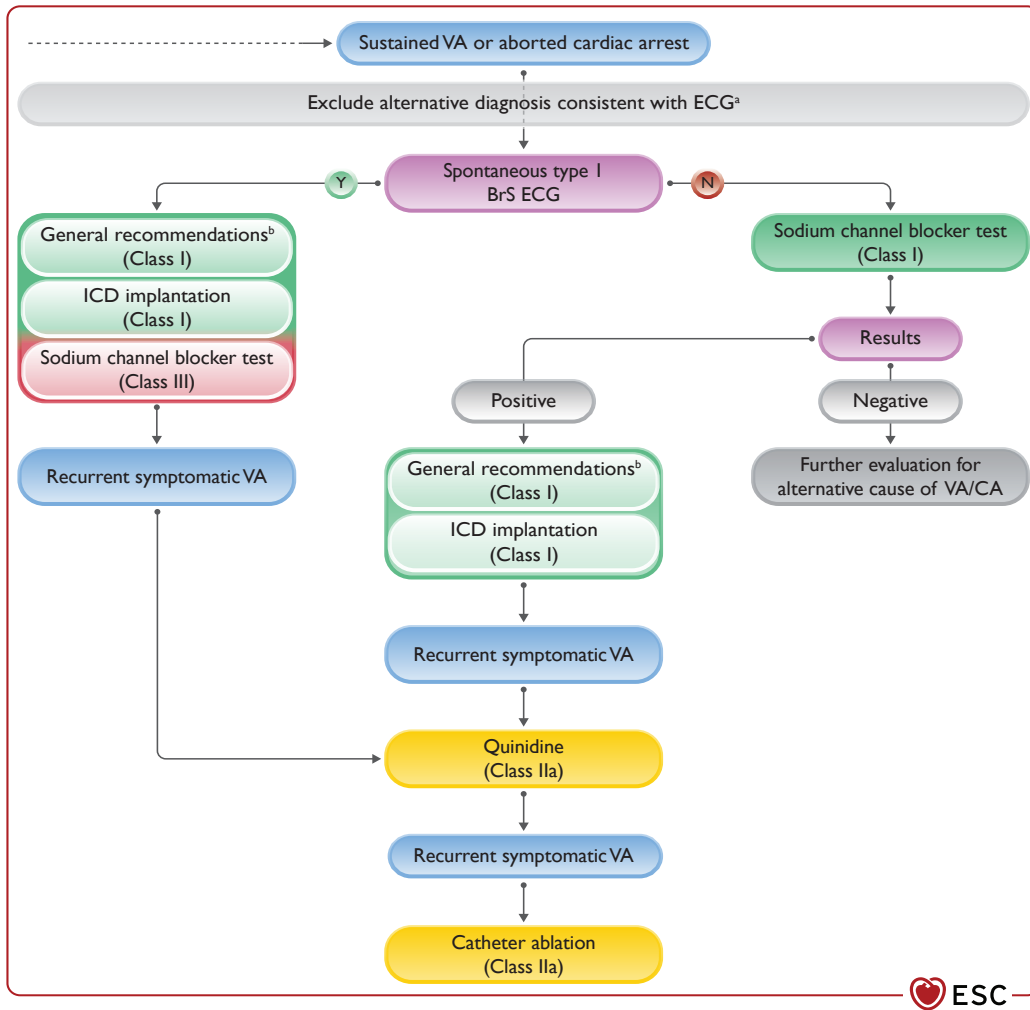 Sustained VA or aborted cardiac arrest
Exclude alternative diagnosis consistent with ECGᵃ
Spontaneous type 1
BrS ECG
Y
N
General recommendationsᵇ
(Class I)
ICD implantation
(Class I)
Sodium channel blocker test
(Class III)
Recurrent symptomatic VA
Sodium channel blocker test
(Class I)
Results
Positive
Negative
General recommendationsᵇ
(Class I)
ICD implantation
(Class I)
Further evaluation for
alternative cause of VA/CA
Recurrent symptomatic VA
Quinidine
(Class IIa)
Recurrent symptomatic VA
Catheter ablation
(Class IIa)
ESC